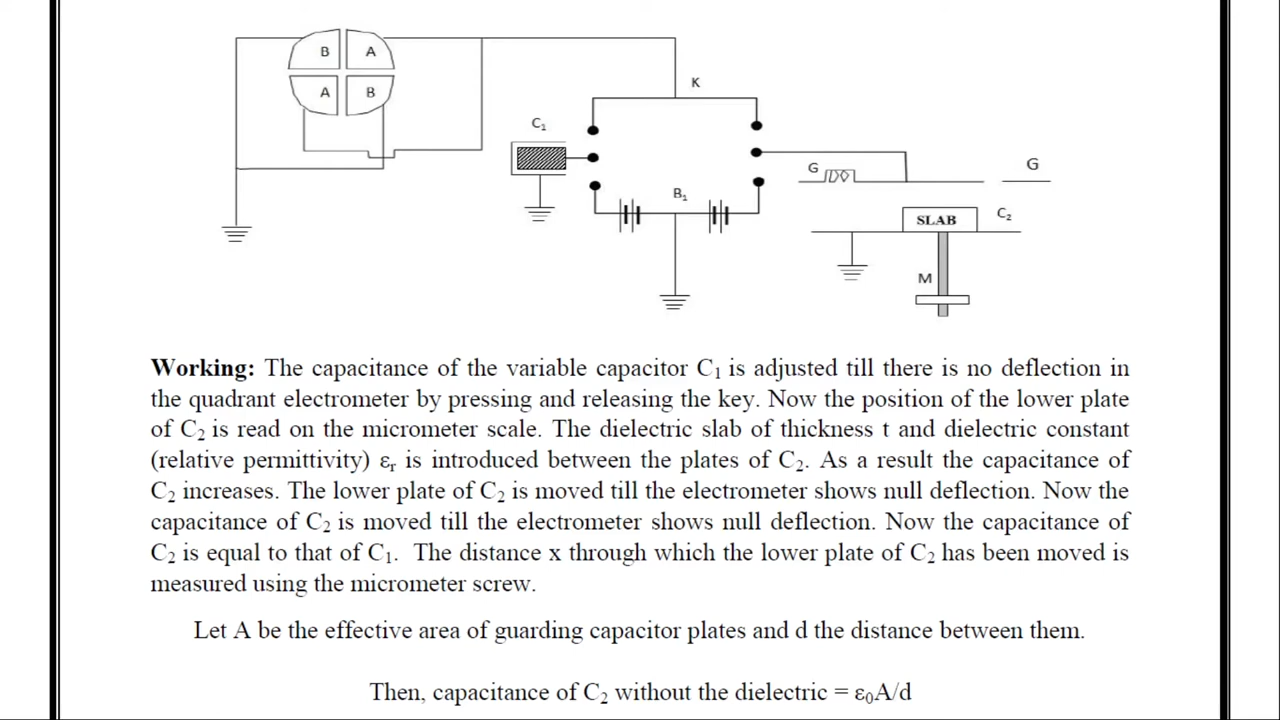 B A
A B
K
C₁
B₁
G
G
SLAB
C₂
M
Working: The capacitance of the variable capacitor C₁ is adjusted till there is no deflection in
the quadrant electrometer by pressing and releasing the key. Now the position of the lower plate
of C₂ is read on the micrometer scale. The dielectric slab of thickness t and dielectric constant
(relative permittivity) εᵣ is introduced between the plates of C₂. As a result the capacitance of
C₂ increases. The lower plate of C₂ is moved till the electrometer shows null deflection. Now the
capacitance of C₂ is moved till the electrometer shows null deflection. Now the capacitance of
C₂ is equal to that of C₁. The distance x through which the lower plate of C₂ has been moved is
measured using the micrometer screw.
Let A be the effective area of guarding capacitor plates and d the distance between them.
Then, capacitance of C₂ without the dielectric = ε₀A/d